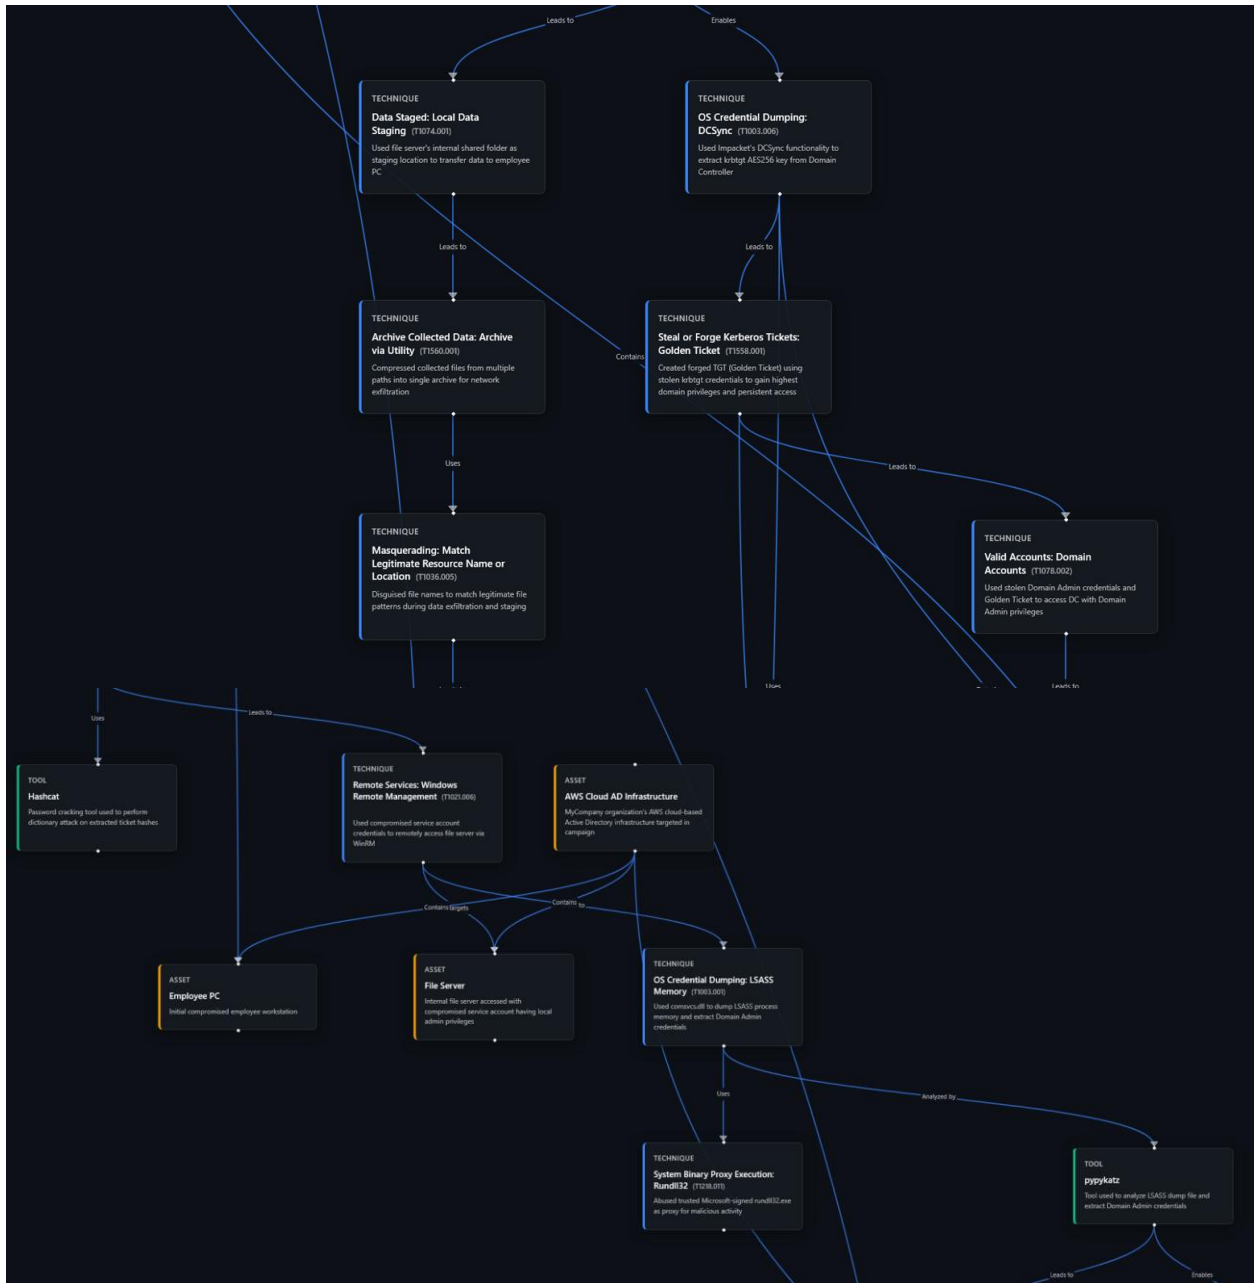 Leads to
Enables
TECHNIQUE
Data Staged: Local Data
Staging (T1074.001)
Used file server's internal shared folder as
staging location to transfer data to employee
PC
TECHNIQUE
OS Credential Dumping:
DCSync (T1003.006)
Used Impacket's DCSync functionality to
extract krbtgt AES256 key from Domain
Controller
Leads to
Leads to
TECHNIQUE
Archive Collected Data: Archive
via Utility (T1560.001)
Compressed collected files from multiple
paths into single archive for network
exfiltration
Contains
TECHNIQUE
Steal or Forge Kerberos Tickets:
Golden Ticket (T1558.001)
Created forged TGT (Golden Ticket) using
stolen krbtgt credentials to gain highest
domain privileges and persistent access
Uses
Leads to
TECHNIQUE
Masquerading: Match
Legitimate Resource Name or
Location (T1036.005)
Disguised file names to match legitimate file
patterns during data exfiltration and staging
TECHNIQUE
Valid Accounts: Domain
Accounts (T1078.002)
Used stolen Domain Admin credentials and
Golden Ticket to access DC with Domain
Admin privileges
Uses
Leads to
Uses
Leads to
TOOL
Hashcat
Password cracking tool used to perform
dictionary attack on extracted ticket hashes
TECHNIQUE
Remote Services: Windows
Remote Management (T1021.006)
Used compromised service account
credentials to remotely access file server via
WinRM
ASSET
AWS Cloud AD Infrastructure
MyCompany organization's AWS cloud-based
Active Directory infrastructure targeted in
campaign
Contains
targets
Contains
to
ASSET
Employee PC
Initial compromised employee workstation
ASSET
File Server
Internal file server accessed with
compromised service account having local
admin privileges
TECHNIQUE
OS Credential Dumping: LSASS
Memory (T1003.001)
Used comsvcs.dll to dump LSASS process
memory and extract Domain Admin
credentials
Uses
Analyzed by
TECHNIQUE
System Binary Proxy Execution:
Rundll32 (T1218.011)
Abused trusted Microsoft-signed rundll32.exe
as proxy for malicious activity
TOOL
pypykatz
Tool used to analyze LSASS dump file and
extract Domain Admin credentials
Leads to
Enables